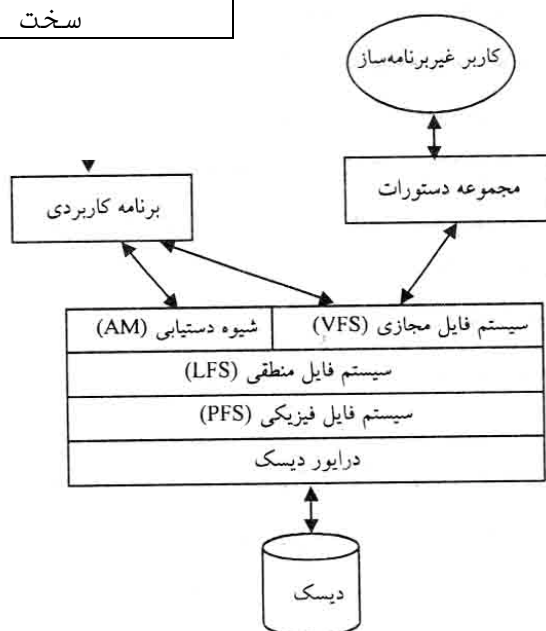 سخت
کاربر غیربرنامه‌ساز
مجموعه دستورات
برنامه کاربردی
سیستم فایل مجازی (VFS)
شیوه دستیابی (AM)
سیستم فایل منطقی (LFS)
سیستم فایل فیزیکی (PFS)
درایور دیسک
دیسک